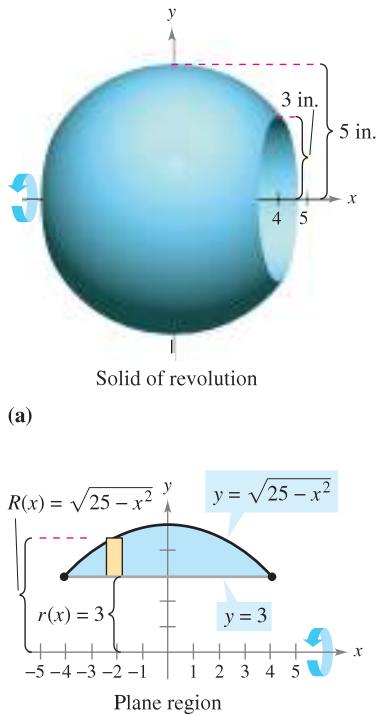 y
3 in.
5 in.
x
4 5
Solid of revolution
(a)
R(x) = √25 − x² y y = √25 − x²
r(x) = 3 y = 3
x
−5 −4 −3 −2 −1 1 2 3 4 5
Plane region